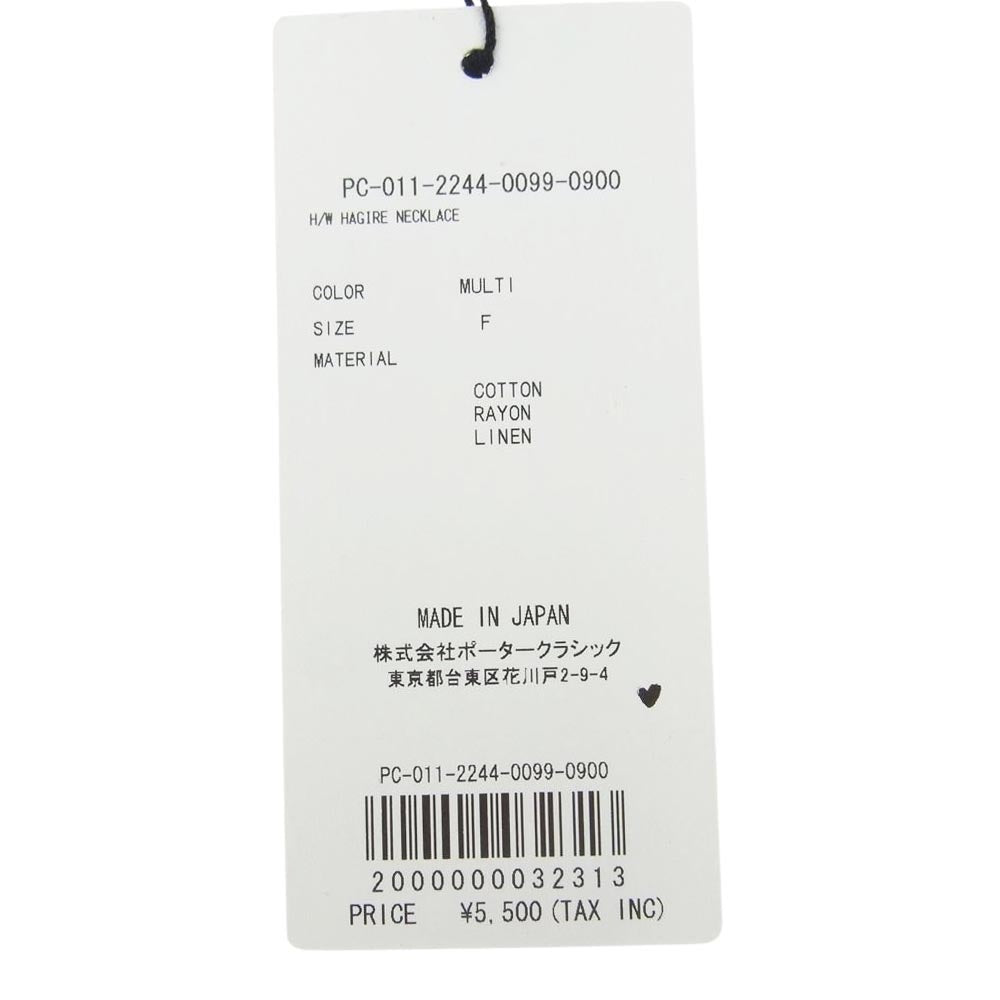 PC-011-2244-0099-0900
H/W HAGIRE NECKLACE
COLOR MULTI
SIZE F
MATERIAL
COTTON
RAYON
LINEN
MADE IN JAPAN
株式会社ポータークラシック
東京都台東区花川戸2-9-4
PC-011-2244-0099-0900
2000000032313
PRICE ¥5,500(TAX INC)